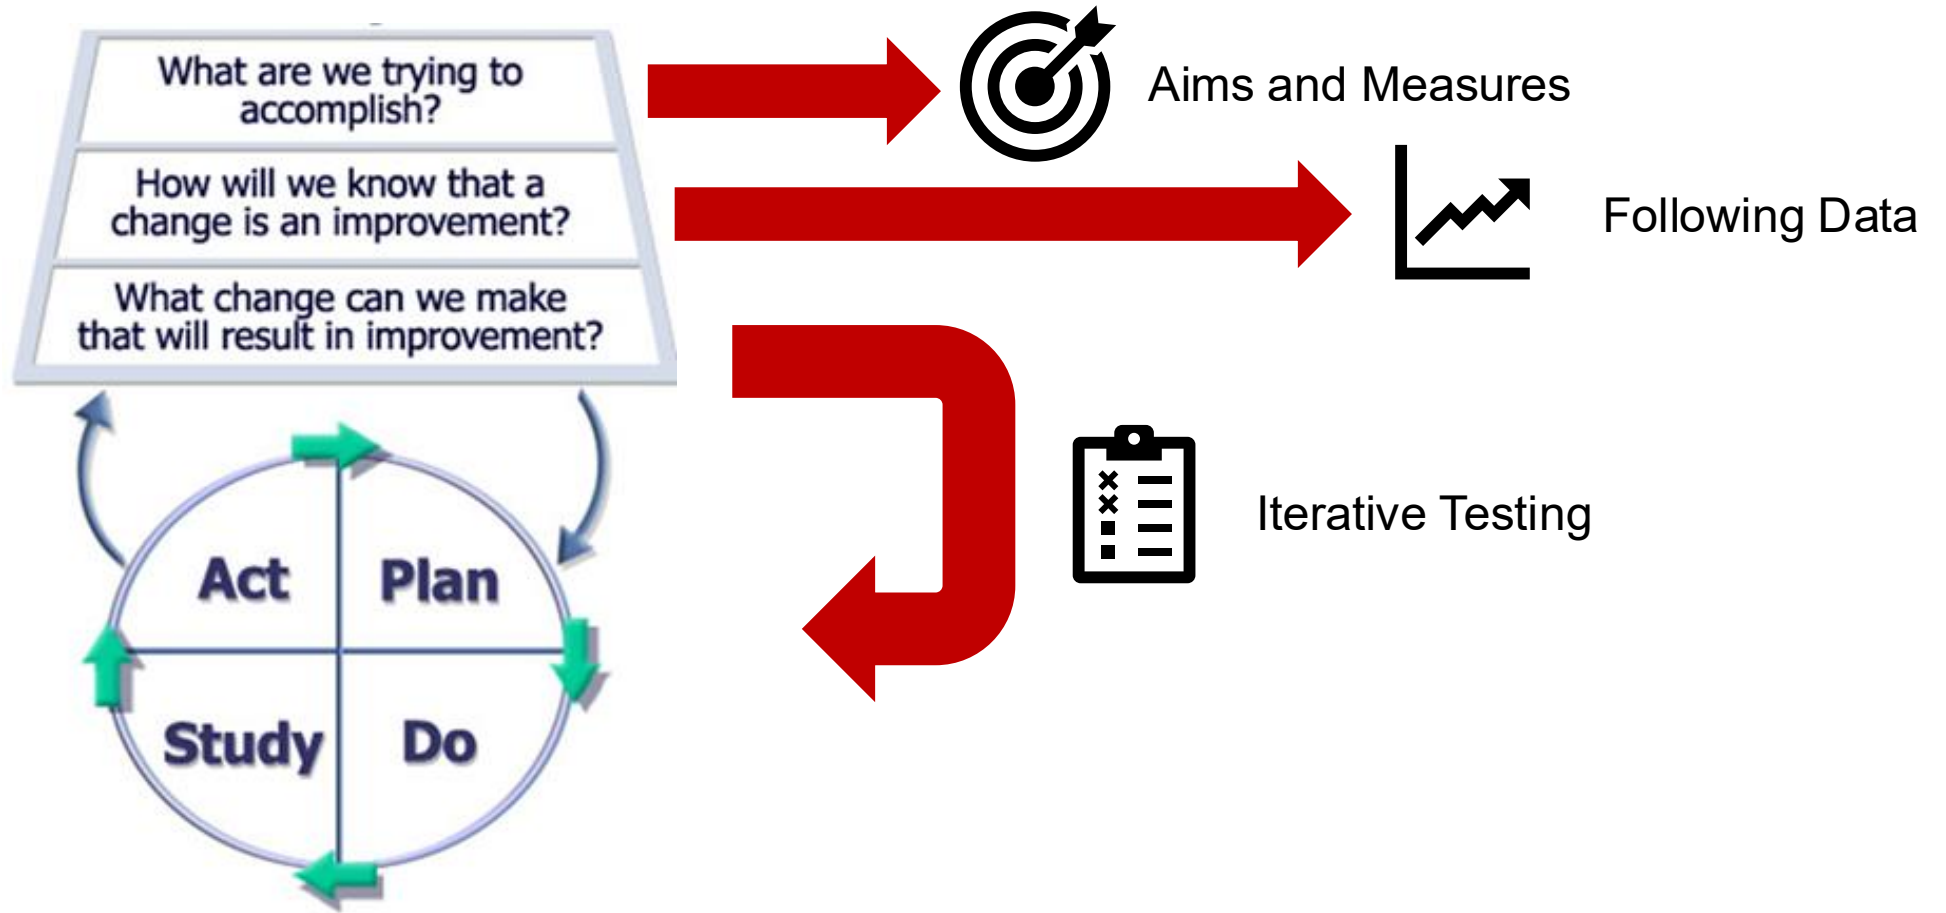 What are we trying to
accomplish?
Aims and Measures
How will we know that a
change is an improvement?
Following Data
What change can we make
that will result in improvement?
Iterative Testing
Act
Plan
Study
Do